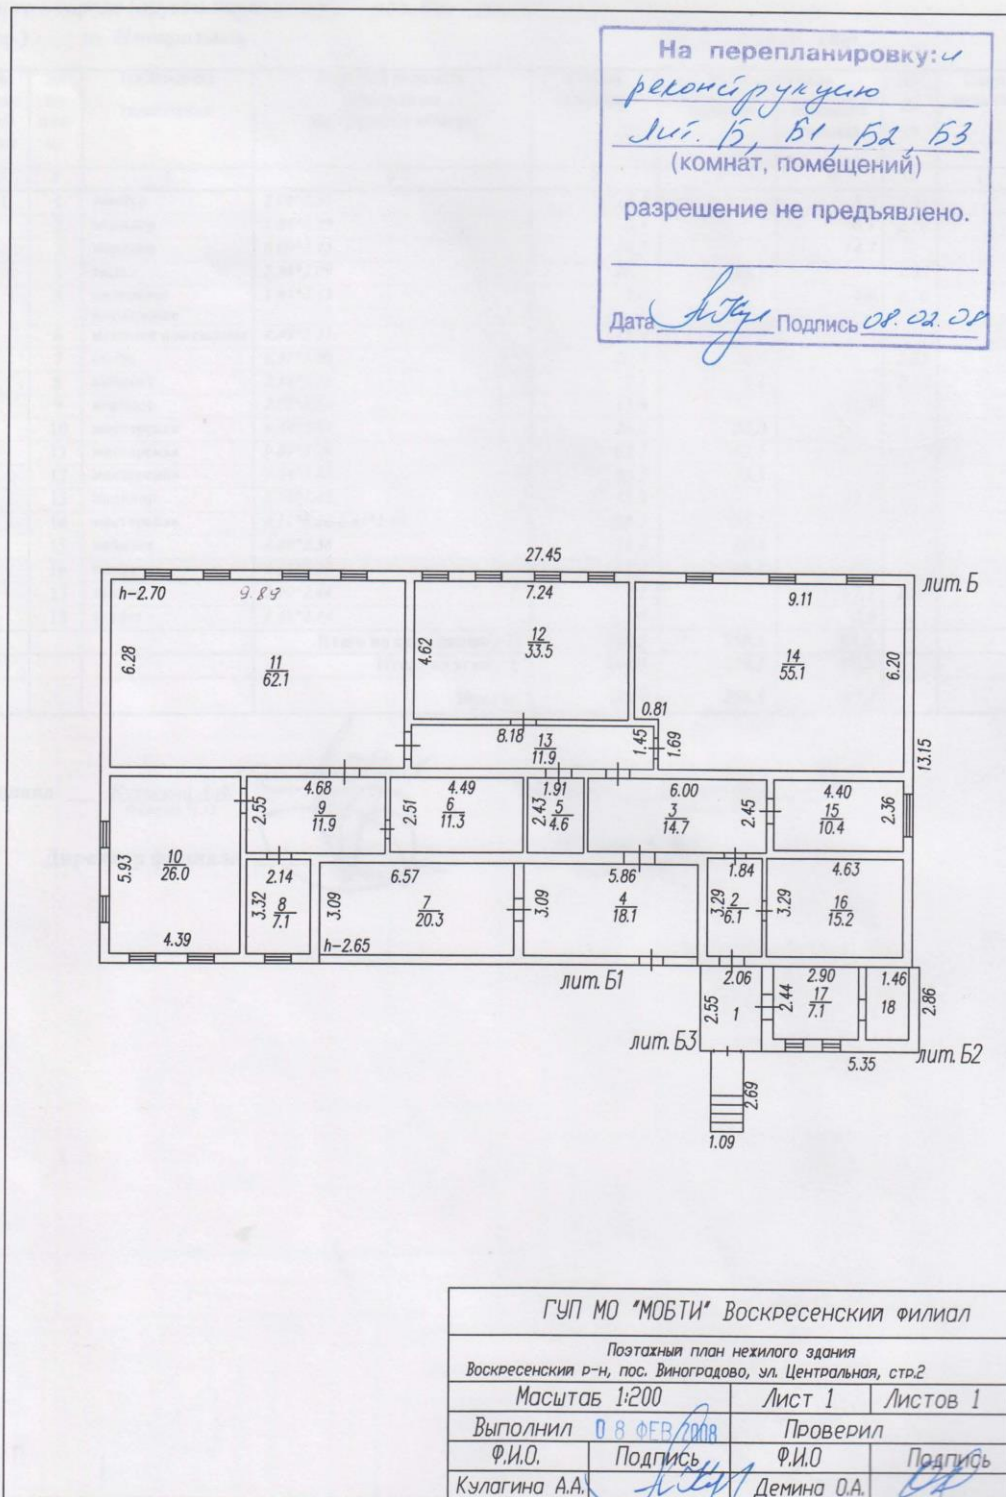 На перепланировку: и
реконструкцию
Лит. Б, Б1, Б2, Б3
(комнат, помещений)
разрешение не предъявлено.
Дата Подпись 08.02.08
27.45
h-2.70 9.89 7.24 9.11 лит. Б
6.28 11 62.1 4.62 12 33.5 14 55.1 6.20
0.81
8.18 13 11.9 1.45 1.69 13.15
4.68 4.49 1.91 6.00 4.40
2.55 9 11.9 2.51 6 11.3 2.43 5 4.6 3 14.7 2.45 15 10.4 2.36
5.93 10 26.0 2.14 6.57 5.86 1.84 4.63
3.32 8 7.1 3.09 7 20.3 3.09 4 18.1 3.29 2 6.1 3.29 16 15.2
4.39 h-2.65
лит. Б1 2.06 2.90 1.46
2.55 1 2.44 17 7.1 18 2.86
лит. Б3 5.35 лит. Б2
2.69
1.09
ГУП МО "МОБТИ" Воскресенский филиал
Поэтажный план нежилого здания
Воскресенский р-н, пос. Виноградово, ул. Центральная, стр.2
Масштаб 1:200 Лист 1 Листов 1
Выполнил 08 ФЕВ 2008 Проверил
Ф.И.О. Подпись Ф.И.О Подпись
Кулагина А.А. Демина О.А.